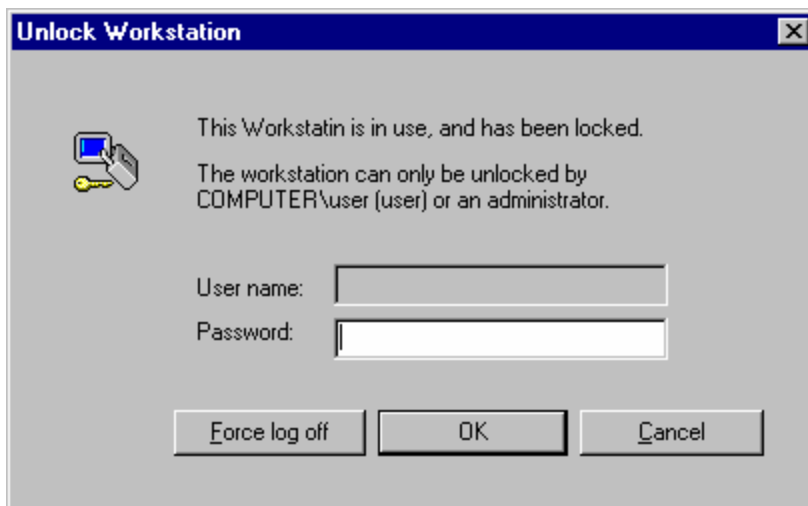 Unlock Workstation
This Workstatin is in use, and has been locked.
The workstation can only be unlocked by
COMPUTER\user (user) or an administrator.
User name:
Password:
Force log off OK Cancel